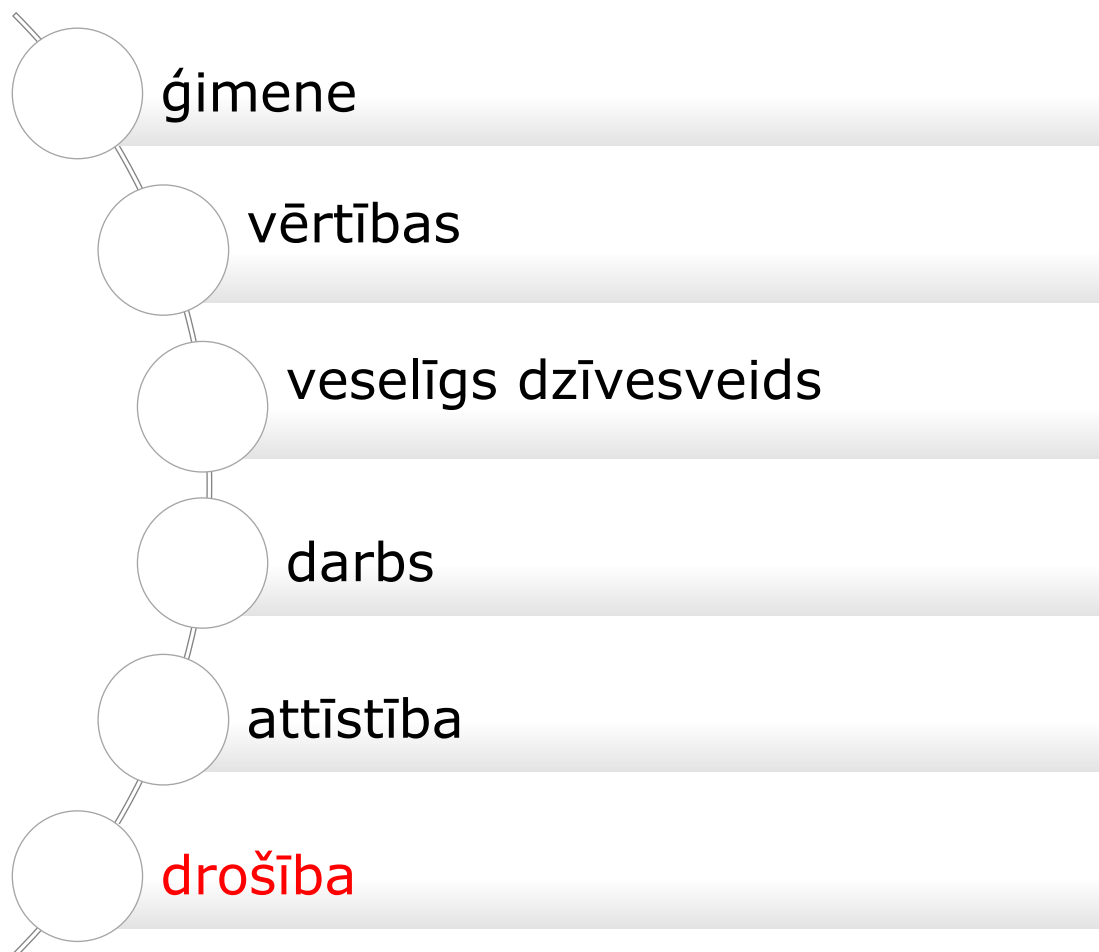 ģimene
vērtības
veselīgs dzīvesveids
darbs
attīstība
drošība